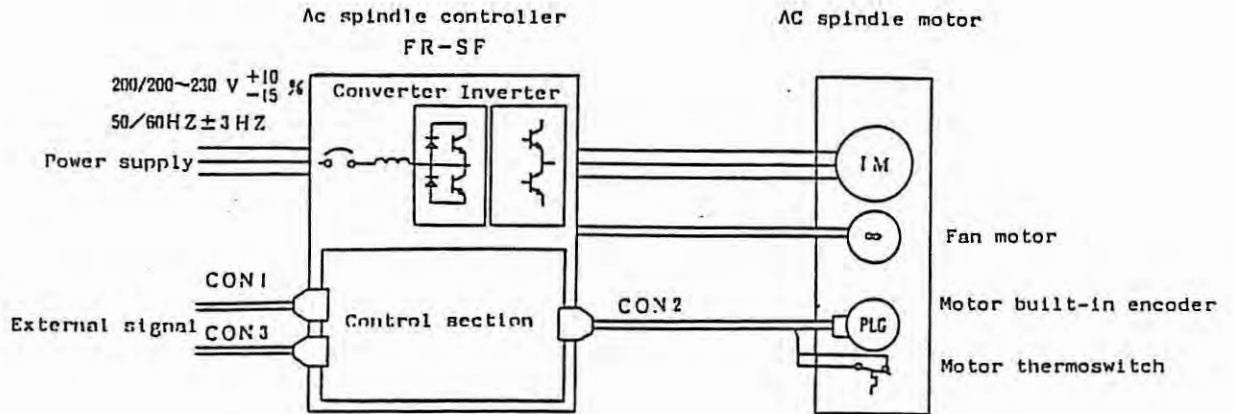 Ac spindle controller
FR-SF
AC spindle motor
200/200~230 V +10 -15 %
50/60HZ±3HZ
Power supply
Converter Inverter
IM
∞
Fan motor
CON1
External signal
CON3
Control section
CON2
PLG
Motor built-in encoder
Motor thermoswitch